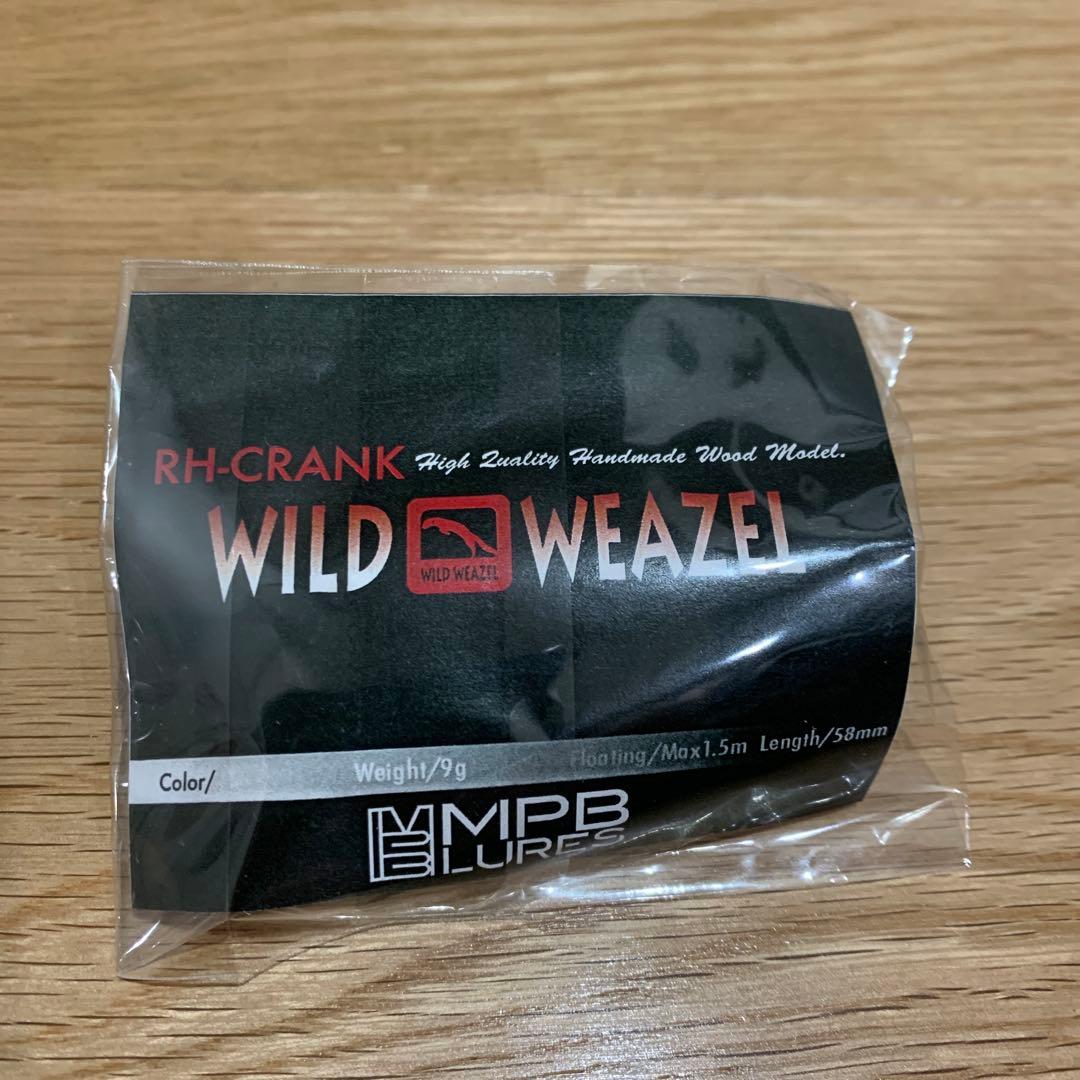 RH-CRANK High Quality Handmade Wood Model.
WILD WILD WEAZEL WEAZEL
Color/ Weight/9g Floating/Max1.5m Length/58mm
MPB
LURES